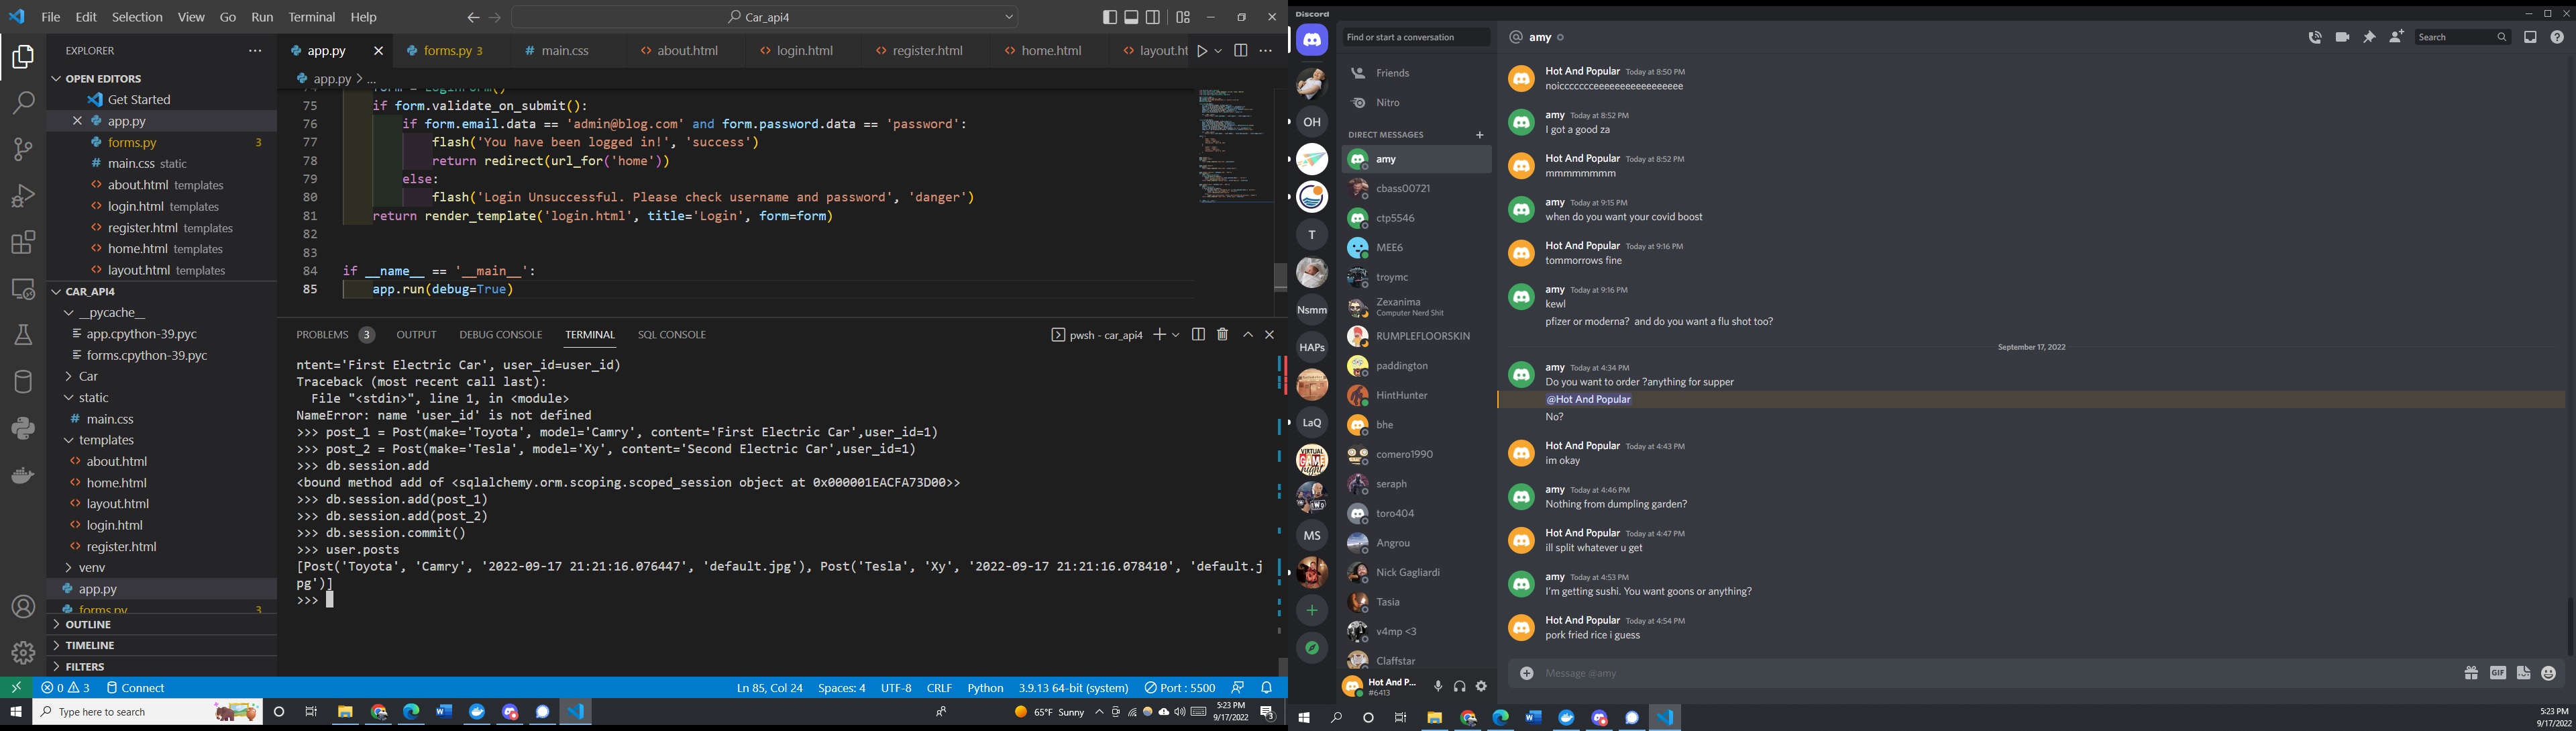 File Edit Selection View Go Run Terminal Help
Car_api4
EXPLORER
OPEN EDITORS
Get Started
app.py
forms.py 3
main.css static
about.html templates
login.html templates
register.html templates
home.html templates
layout.html templates
CAR_API4
__pycache__
app.cpython-39.pyc
forms.cpython-39.pyc
Car
static
main.css
templates
about.html
home.html
layout.html
login.html
register.html
venv
app.py
forms.py 3
OUTLINE
TIMELINE
FILTERS
app.py forms.py 3 main.css about.html login.html register.html home.html layout.ht
app.py > ...
74 form = LoginForm()
75 if form.validate_on_submit():
76 if form.email.data == 'admin@blog.com' and form.password.data == 'password':
77 flash('You have been logged in!', 'success')
78 return redirect(url_for('home'))
79 else:
80 flash('Login Unsuccessful. Please check username and password', 'danger')
81 return render_template('login.html', title='Login', form=form)
82
83
84 if __name__ == '__main__':
85 app.run(debug=True)
PROBLEMS 3 OUTPUT DEBUG CONSOLE TERMINAL SQL CONSOLE
pwsh - car_api4
ntent='First Electric Car', user_id=user_id)
Traceback (most recent call last):
File "<stdin>", line 1, in <module>
NameError: name 'user_id' is not defined
>>> post_1 = Post(make='Toyota', model='Camry', content='First Electric Car',user_id=1)
>>> post_2 = Post(make='Tesla', model='Xy', content='Second Electric Car',user_id=1)
>>> db.session.add
<bound method add of <sqlalchemy.orm.scoping.scoped_session object at 0x000001EACFA73D00>>
>>> db.session.add(post_1)
>>> db.session.add(post_2)
>>> db.session.commit()
>>> user.posts
[Post('Toyota', 'Camry', '2022-09-17 21:21:16.076447', 'default.jpg'), Post('Tesla', 'Xy', '2022-09-17 21:21:16.078410', 'default.j
pg')]
>>>
0 3 Connect
Ln 85, Col 24 Spaces: 4 UTF-8 CRLF Python 3.9.13 64-bit (system) Port : 5500
Type here to search
65°F Sunny
5:23 PM
9/17/2022
3
Discord
Find or start a conversation
Friends
Nitro
DIRECT MESSAGES
amy
cbass00721
ctp5546
MEE6
troymc
Zexanima
Computer Nerd Shit
RUMPLEFLOORSKIN
paddington
HintHunter
bhe
comero1990
seraph
toro404
Angrou
Nick Gagliardi
Tasia
v4mp <3
Claffstar
Hot And P...
#6413
OH
T
Nsmm
HAPs
LaQ
VIRTUAL
GAME
night
MS
@ amy
Search
Hot And Popular Today at 8:50 PM
noicccccceeeeeeeeeeeeeeee
amy Today at 8:52 PM
I got a good za
Hot And Popular Today at 8:52 PM
mmmmmmmm
amy Today at 9:15 PM
when do you want your covid boost
Hot And Popular Today at 9:16 PM
tommorrows fine
amy Today at 9:16 PM
kewl
pfizer or moderna? and do you want a flu shot too?
September 17, 2022
amy Today at 4:34 PM
Do you want to order ?anything for supper
@Hot And Popular
No?
Hot And Popular Today at 4:43 PM
im okay
amy Today at 4:46 PM
Nothing from dumpling garden?
Hot And Popular Today at 4:47 PM
ill split whatever u get
amy Today at 4:53 PM
I'm getting sushi. You want goons or anything?
Hot And Popular Today at 4:54 PM
pork fried rice i guess
Message @amy
GIF
5:23 PM
9/17/2022